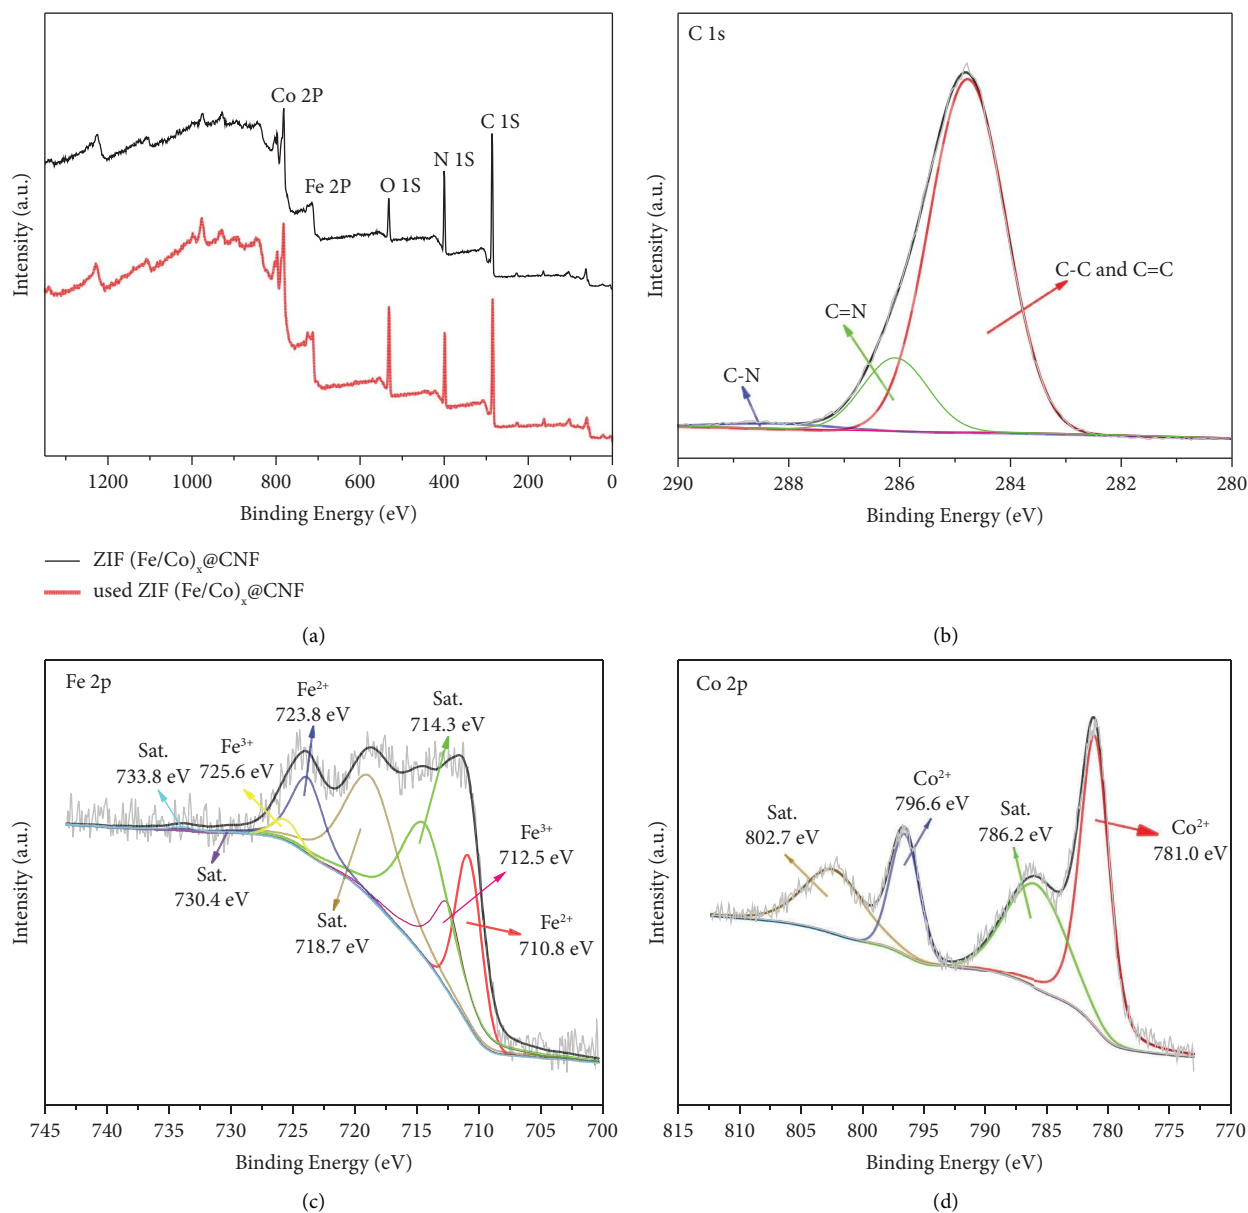 Co 2P
C 1S
N 1S
Fe 2P
O 1S
Intensity (a.u.)
1200 1000 800 600 400 200 0
Binding Energy (eV)
ZIF (Fe/Co)x@CNF
used ZIF (Fe/Co)x@CNF
(a)
C 1s
C-C and C=C
C=N
C-N
Intensity (a.u.)
290 288 286 284 282 280
Binding Energy (eV)
(b)
Fe 2p
Fe2+
723.8 eV
Sat.
714.3 eV
Fe3+
725.6 eV
Sat.
733.8 eV
Fe3+
712.5 eV
Sat.
730.4 eV
Sat.
718.7 eV
Fe2+
710.8 eV
Intensity (a.u.)
745 740 735 730 725 720 715 710 705 700
Binding Energy (eV)
(c)
Co 2p
Co2+
796.6 eV
Sat.
802.7 eV
Sat.
786.2 eV
Co2+
781.0 eV
Intensity (a.u.)
815 810 805 800 795 790 785 780 775 770
Binding Energy (eV)
(d)